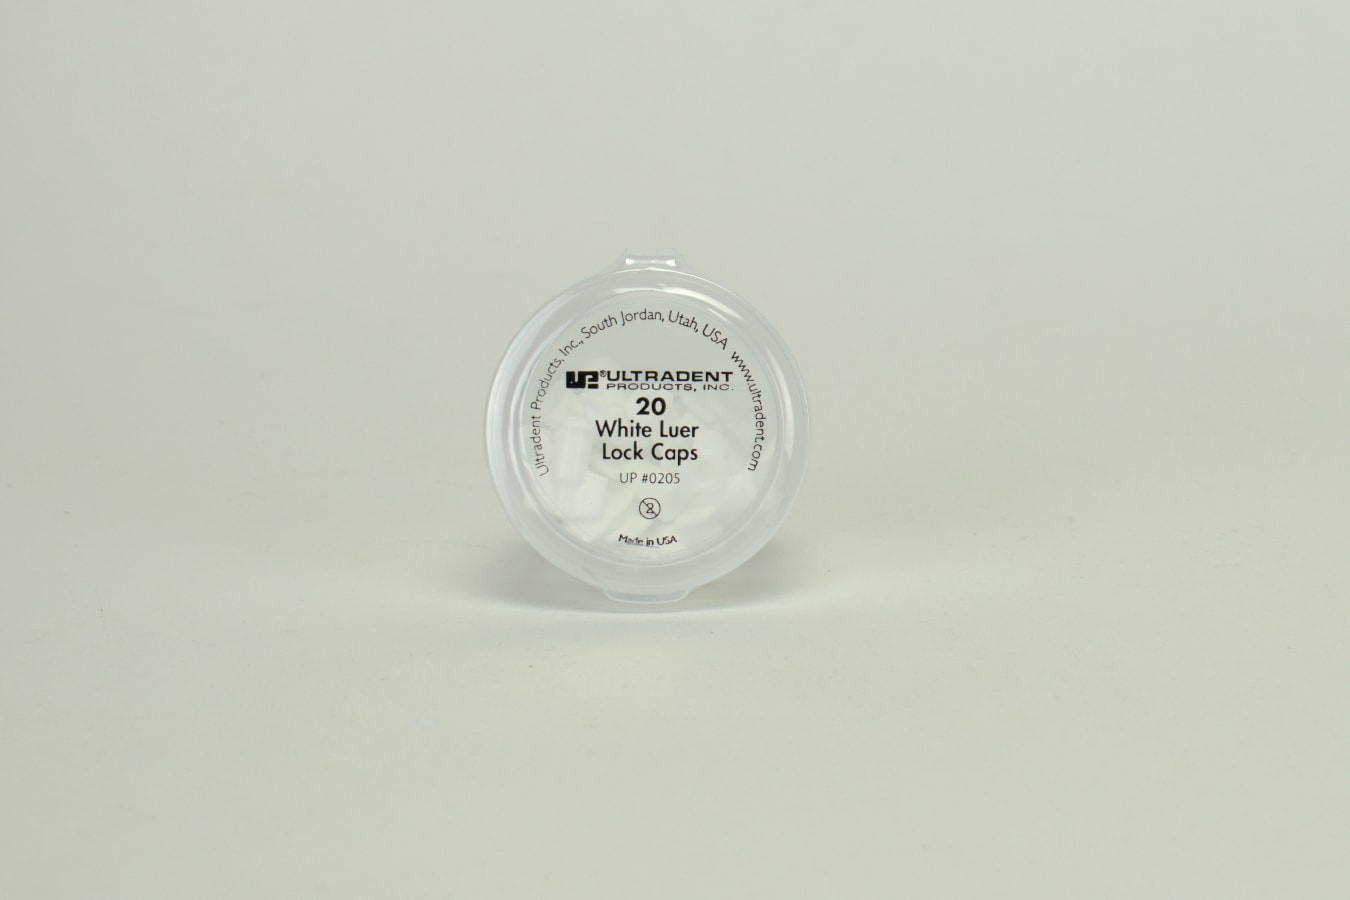 Ultradent Products, Inc., South Jordan, Utah, USA www.ultradent.com
UP® ULTRADENT
PRODUCTS, INC.
20
White Luer
Lock Caps
UP #0205
2
Made in USA